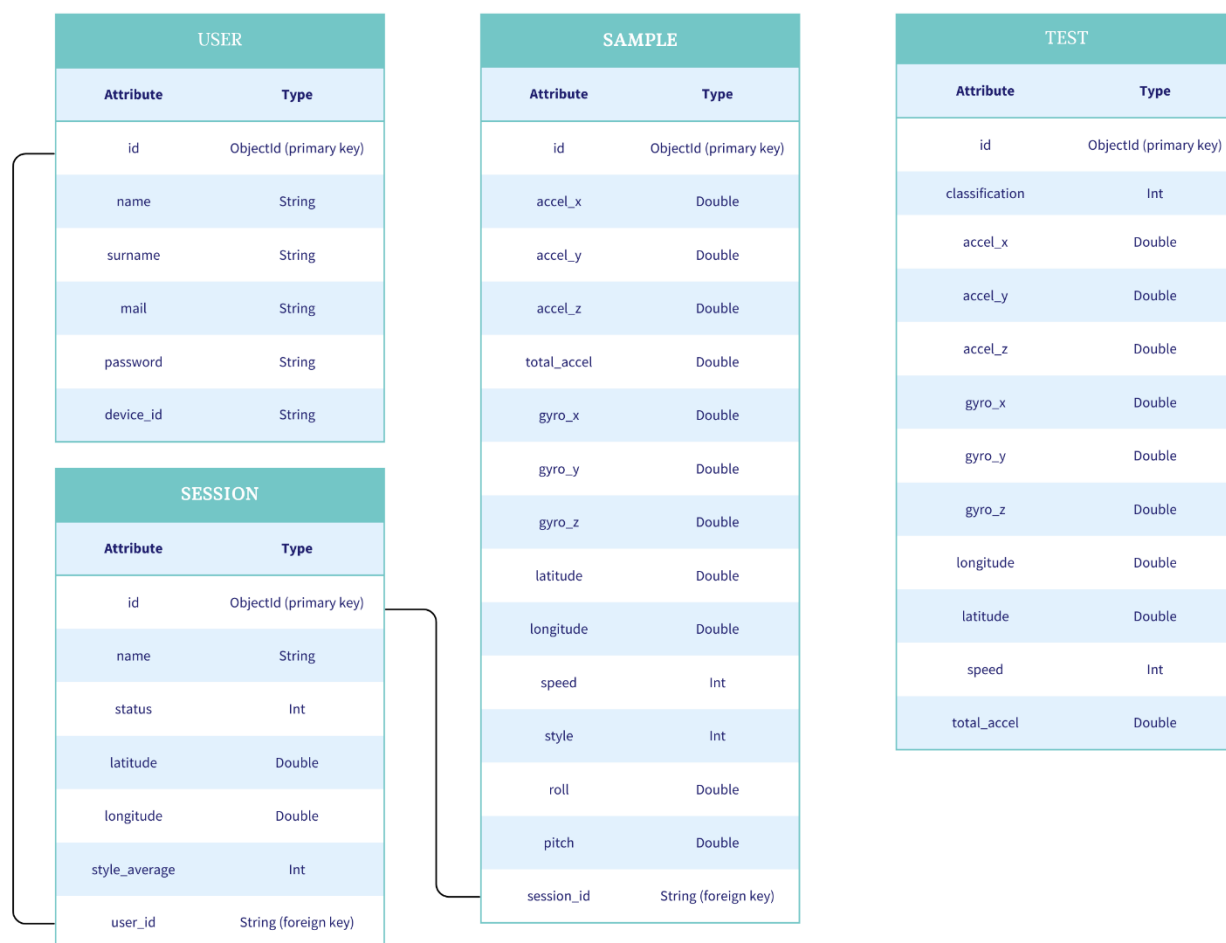 USER
Attribute Type
id ObjectId (primary key)
name String
surname String
mail String
password String
device_id String
SESSION
Attribute Type
id ObjectId (primary key)
name String
status Int
latitude Double
longitude Double
style_average Int
user_id String (foreign key)
SAMPLE
Attribute Type
id ObjectId (primary key)
accel_x Double
accel_y Double
accel_z Double
total_accel Double
gyro_x Double
gyro_y Double
gyro_z Double
latitude Double
longitude Double
speed Int
style Int
roll Double
pitch Double
session_id String (foreign key)
TEST
Attribute Type
id ObjectId (primary key)
classification Int
accel_x Double
accel_y Double
accel_z Double
gyro_x Double
gyro_y Double
gyro_z Double
longitude Double
latitude Double
speed Int
total_accel Double